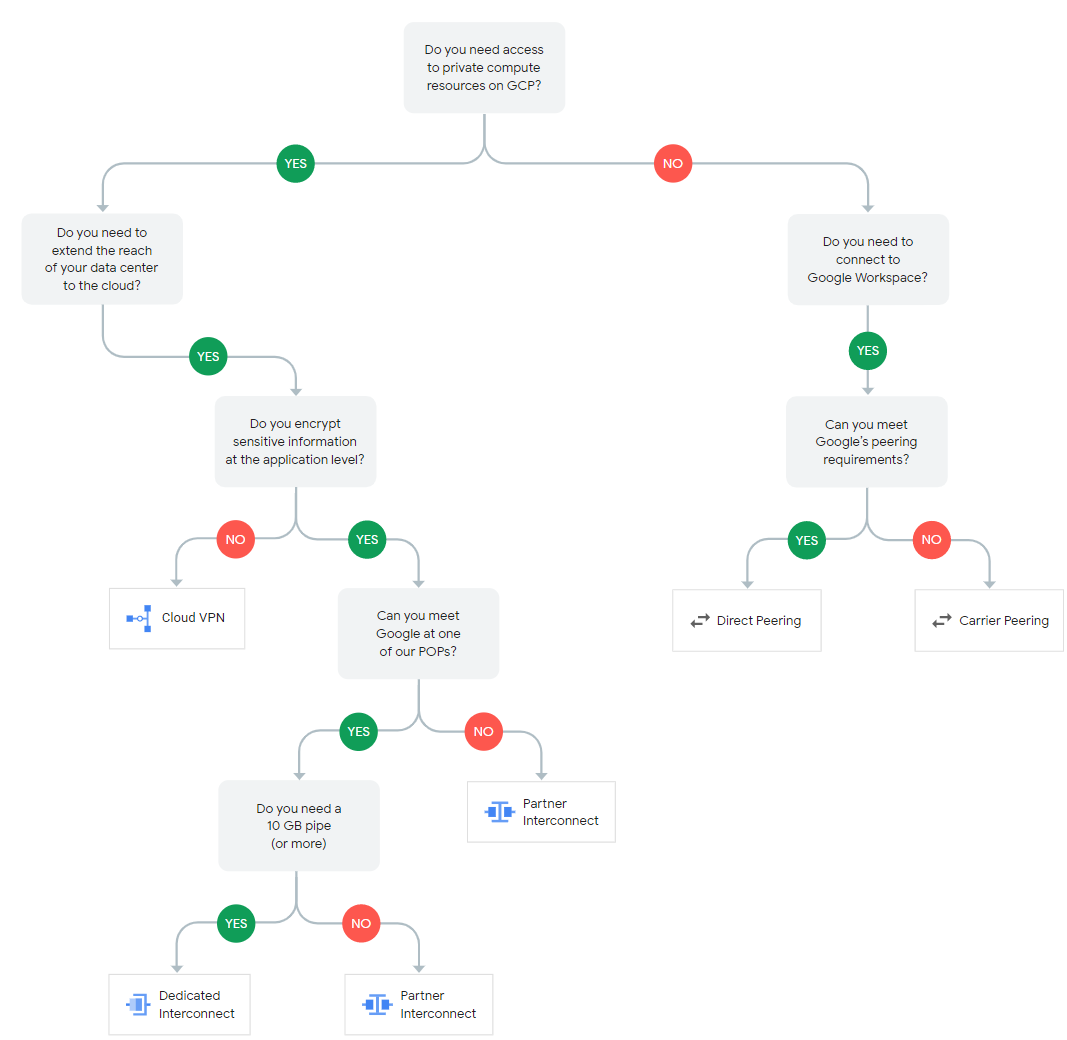 Do you need access
to private compute
resources on GCP?
YES
NO
Do you need to
extend the reach
of your data center
to the cloud?
Do you need to
connect to
Google Workspace?
YES
YES
Do you encrypt
sensitive information
at the application level?
Can you meet
Google’s peering
requirements?
NO
YES
YES
NO
Cloud VPN
Can you meet
Google at one
of our POPs?
Direct Peering
Carrier Peering
YES
NO
Do you need a
10 GB pipe
(or more)
Partner
Interconnect
YES
NO
Dedicated
Interconnect
Partner
Interconnect